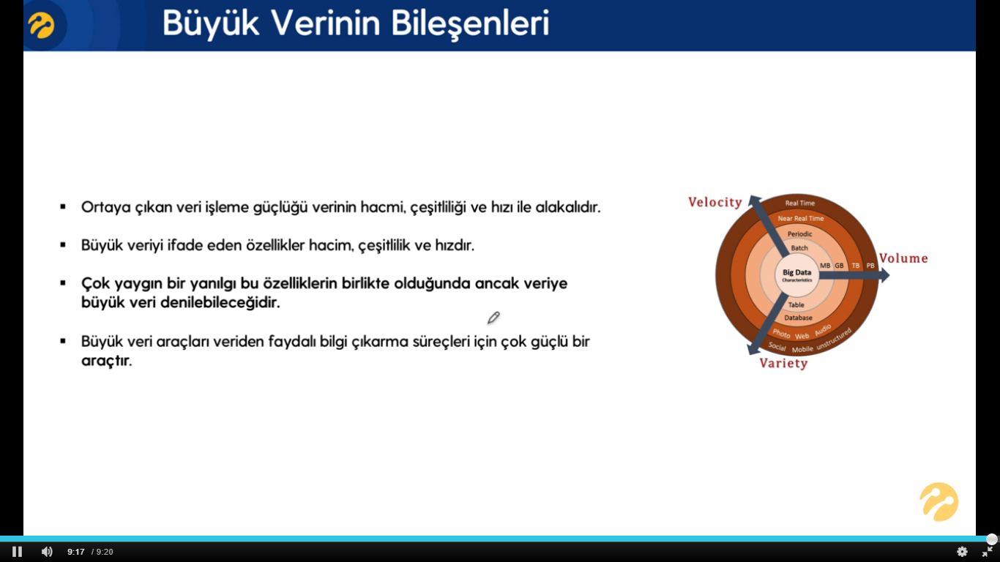 Büyük Verinin Bileşenleri
▪ Ortaya çıkan veri işleme güçlüğü verinin hacmi, çeşitliliği ve hızı ile alakalıdır.
▪ Büyük veriyi ifade eden özellikler hacim, çeşitlilik ve hızdır.
▪ Çok yaygın bir yanılgı bu özelliklerin birlikte olduğunda ancak veriye
büyük veri denilebileceğidir.
▪ Büyük veri araçları veriden faydalı bilgi çıkarma süreçleri için çok güçlü bir
araçtır.
Velocity
Real Time
Near Real Time
Periodic
Batch
Volume
MB GB TB PB
Big Data
Characteristics
Table
Database
Photo Web Audio
Social Mobile unstructured
Variety
9:17 / 9:20